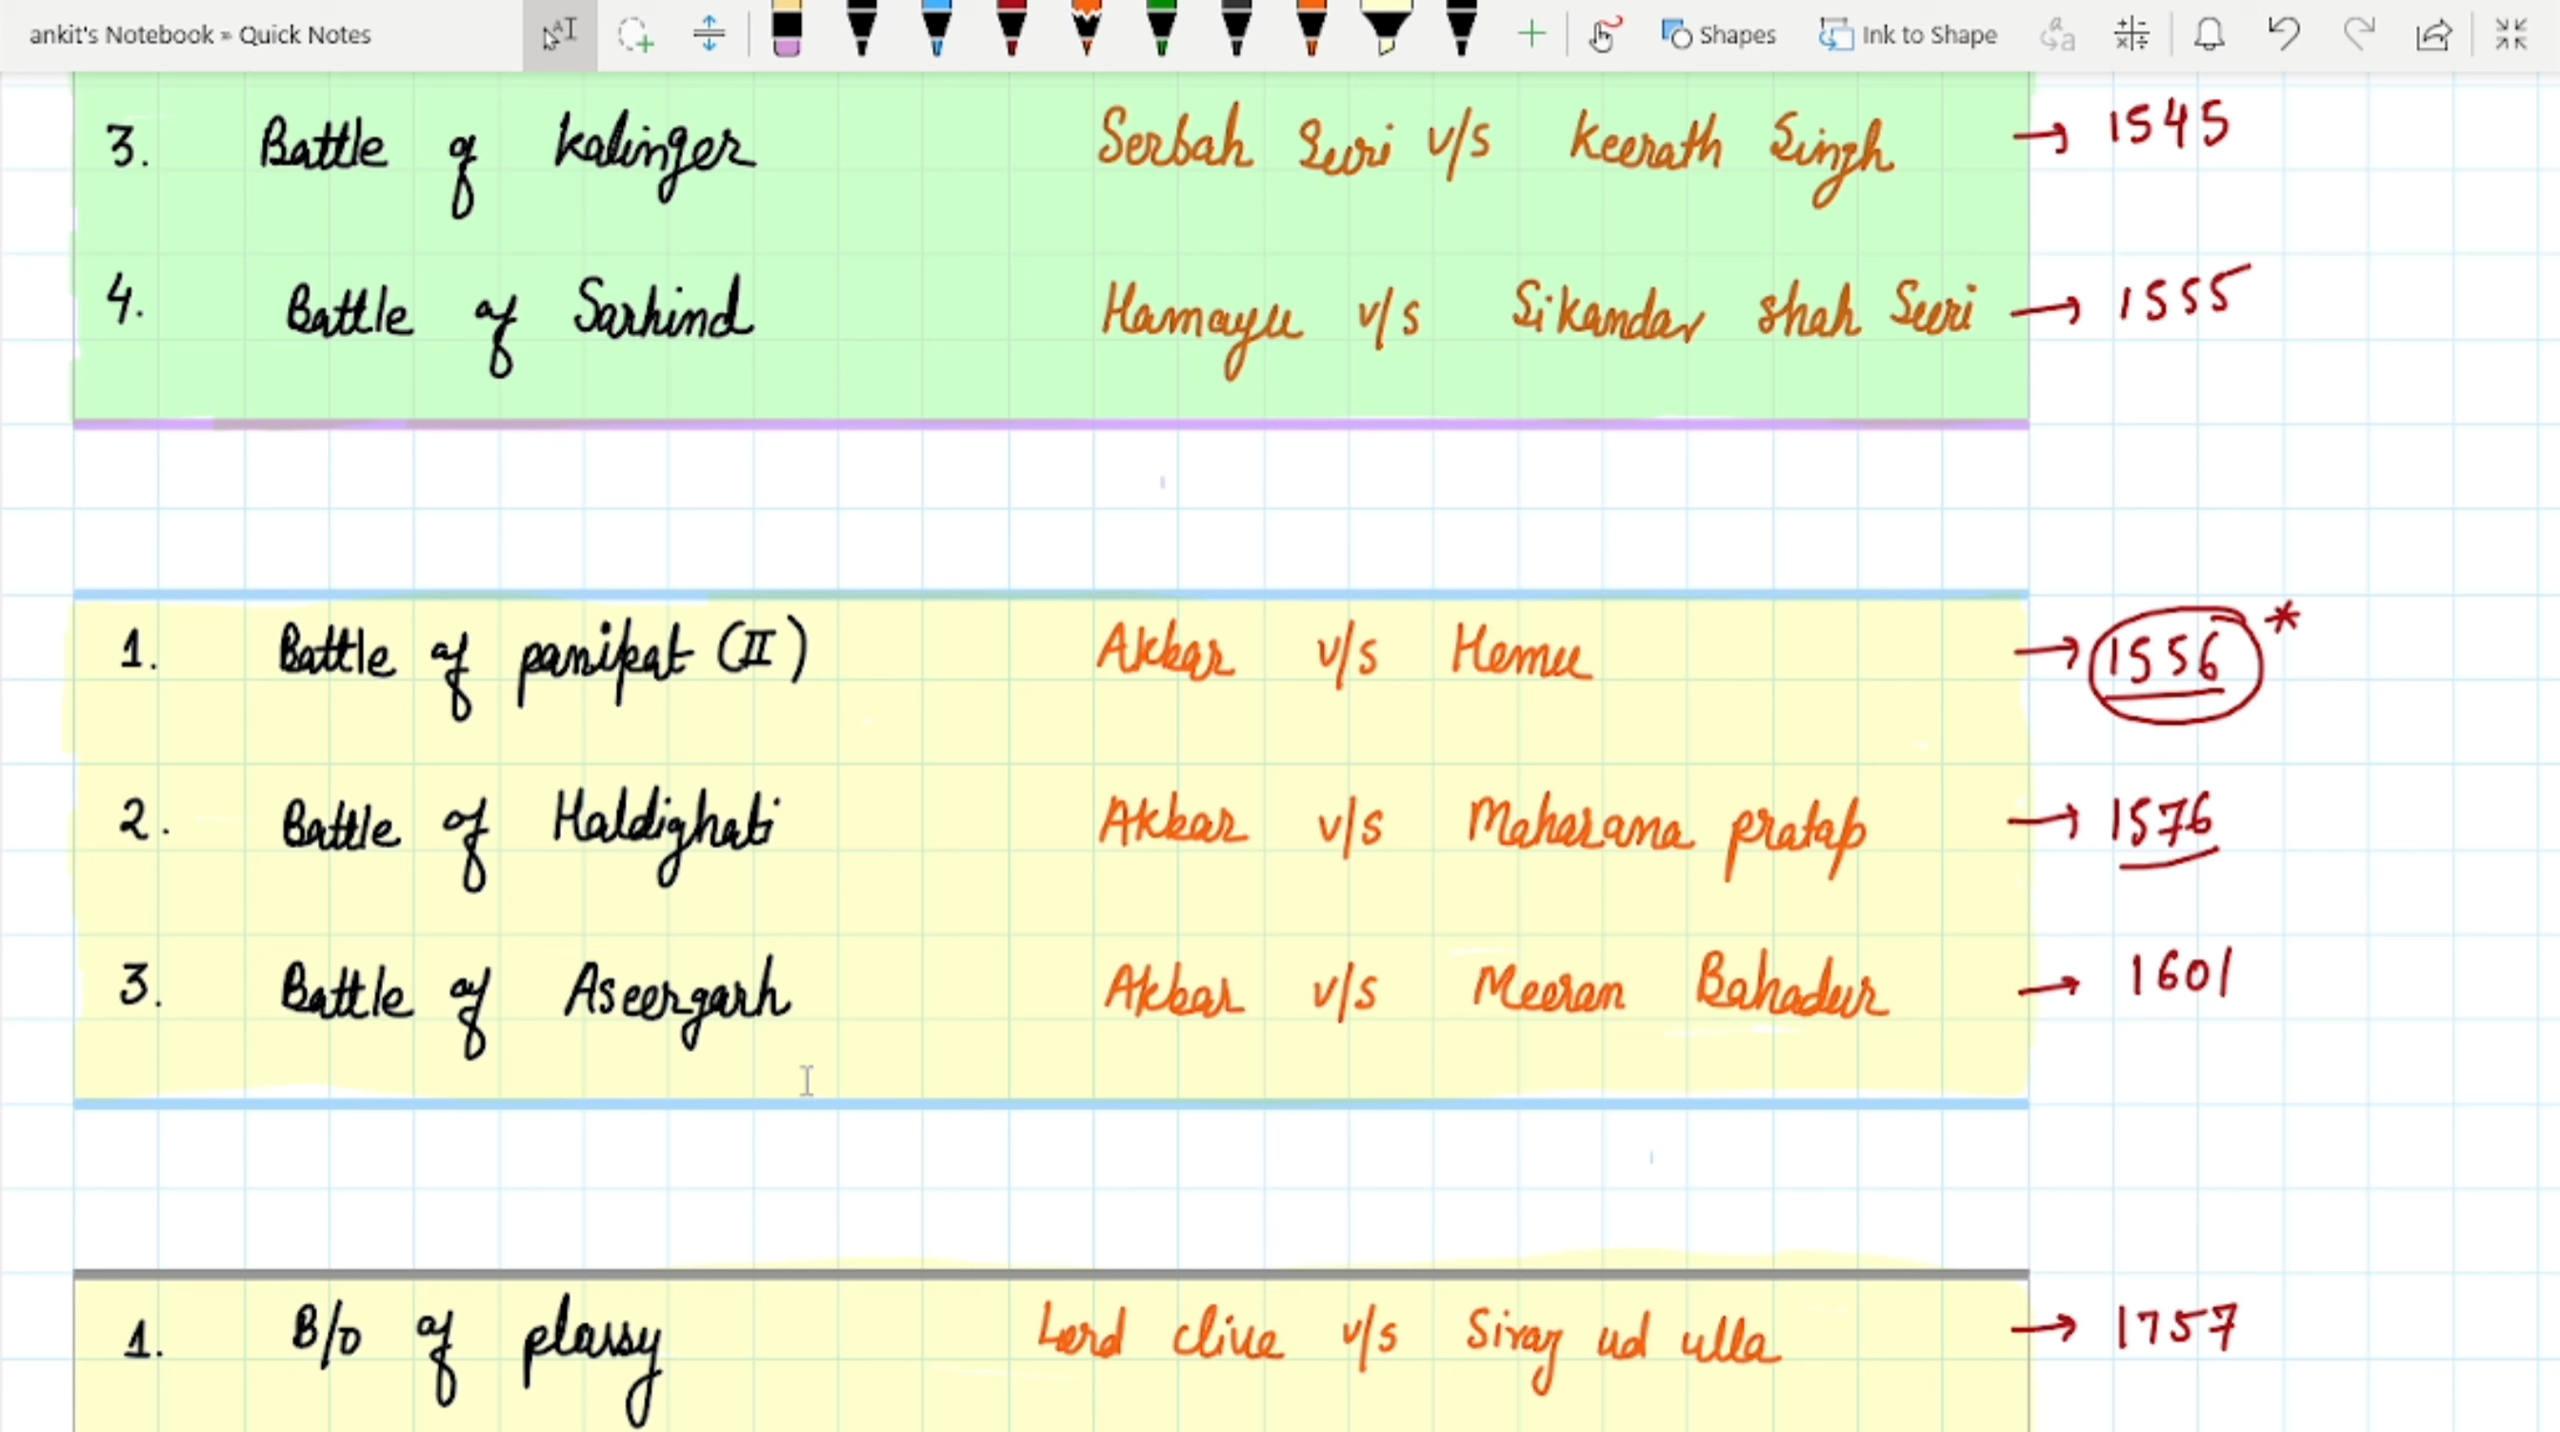 ankit's Notebook » Quick Notes Shapes Ink to Shape
3. Battle of kalinger Serbah Suri v/s Keerath Singh → 1545
4. Battle of Sarhind Hamayu v/s Sikandar shah Suri → 1555
1. Battle of panipat (II) Akbar v/s Hemu → 1556 *
2. Battle of Haldighati Akbar v/s Maharana pratap → 1576
3. Battle of Aseergarh Akbar v/s Meeran Bahadur → 1601
1. B/o of plassy Lord clive v/s Siraz ud ulla → 1757